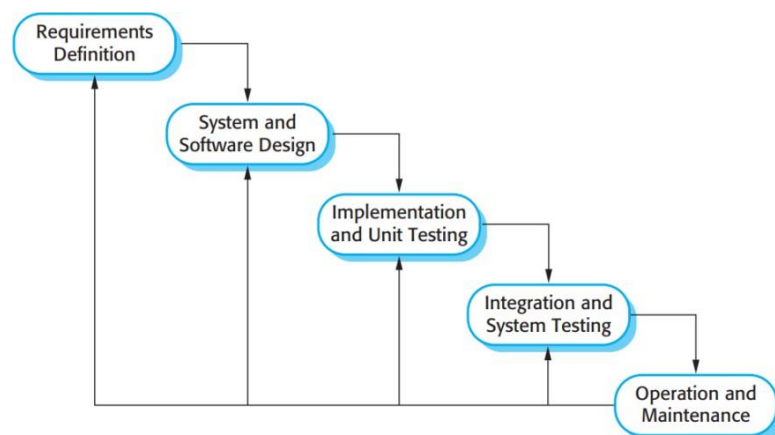 Requirements
Definition
System and
Software Design
Implementation
and Unit Testing
Integration and
System Testing
Operation and
Maintenance